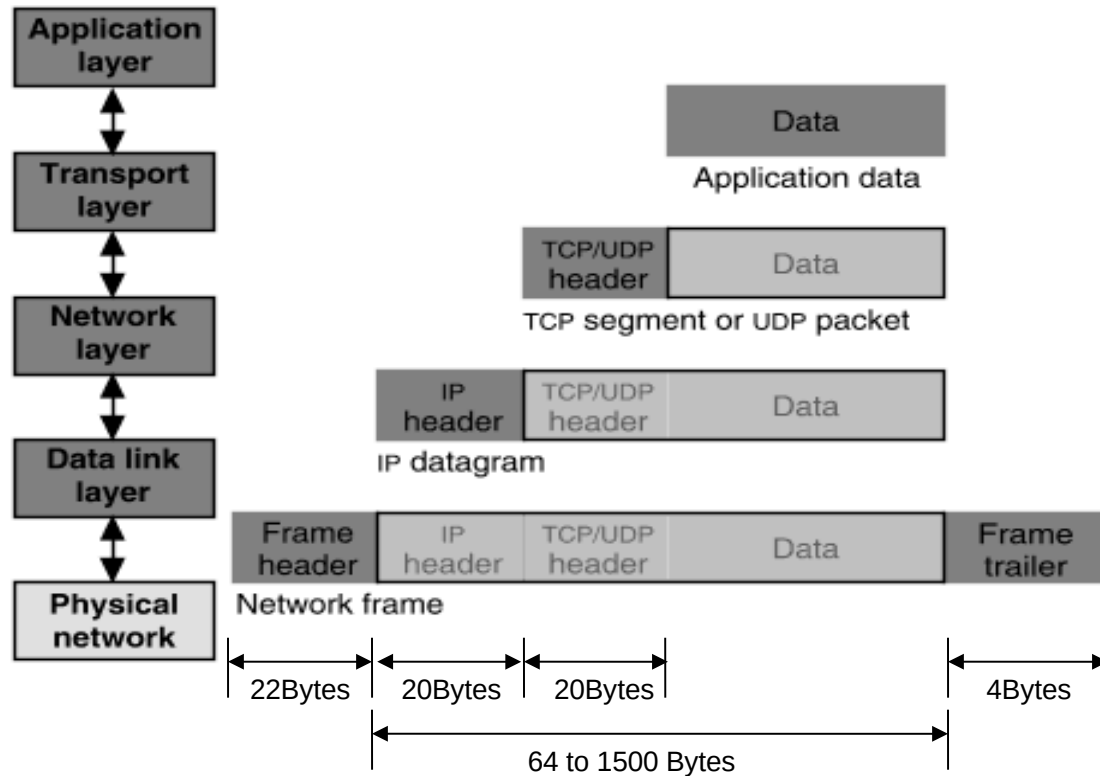 Application
layer
Data
Application data
Transport
layer
TCP/UDP
header
Data
TCP segment or UDP packet
Network
layer
IP
header
TCP/UDP
header
Data
IP datagram
Data link
layer
Frame
header
IP
header
TCP/UDP
header
Data
Frame
trailer
Network frame
Physical
network
22Bytes
20Bytes
20Bytes
4Bytes
64 to 1500 Bytes